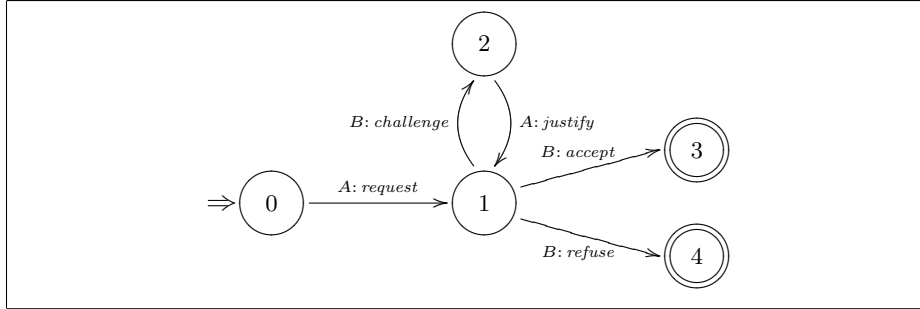 2
B: challenge
A: justify
B: accept
3
⇒
0
A: request
1
B: refuse
4